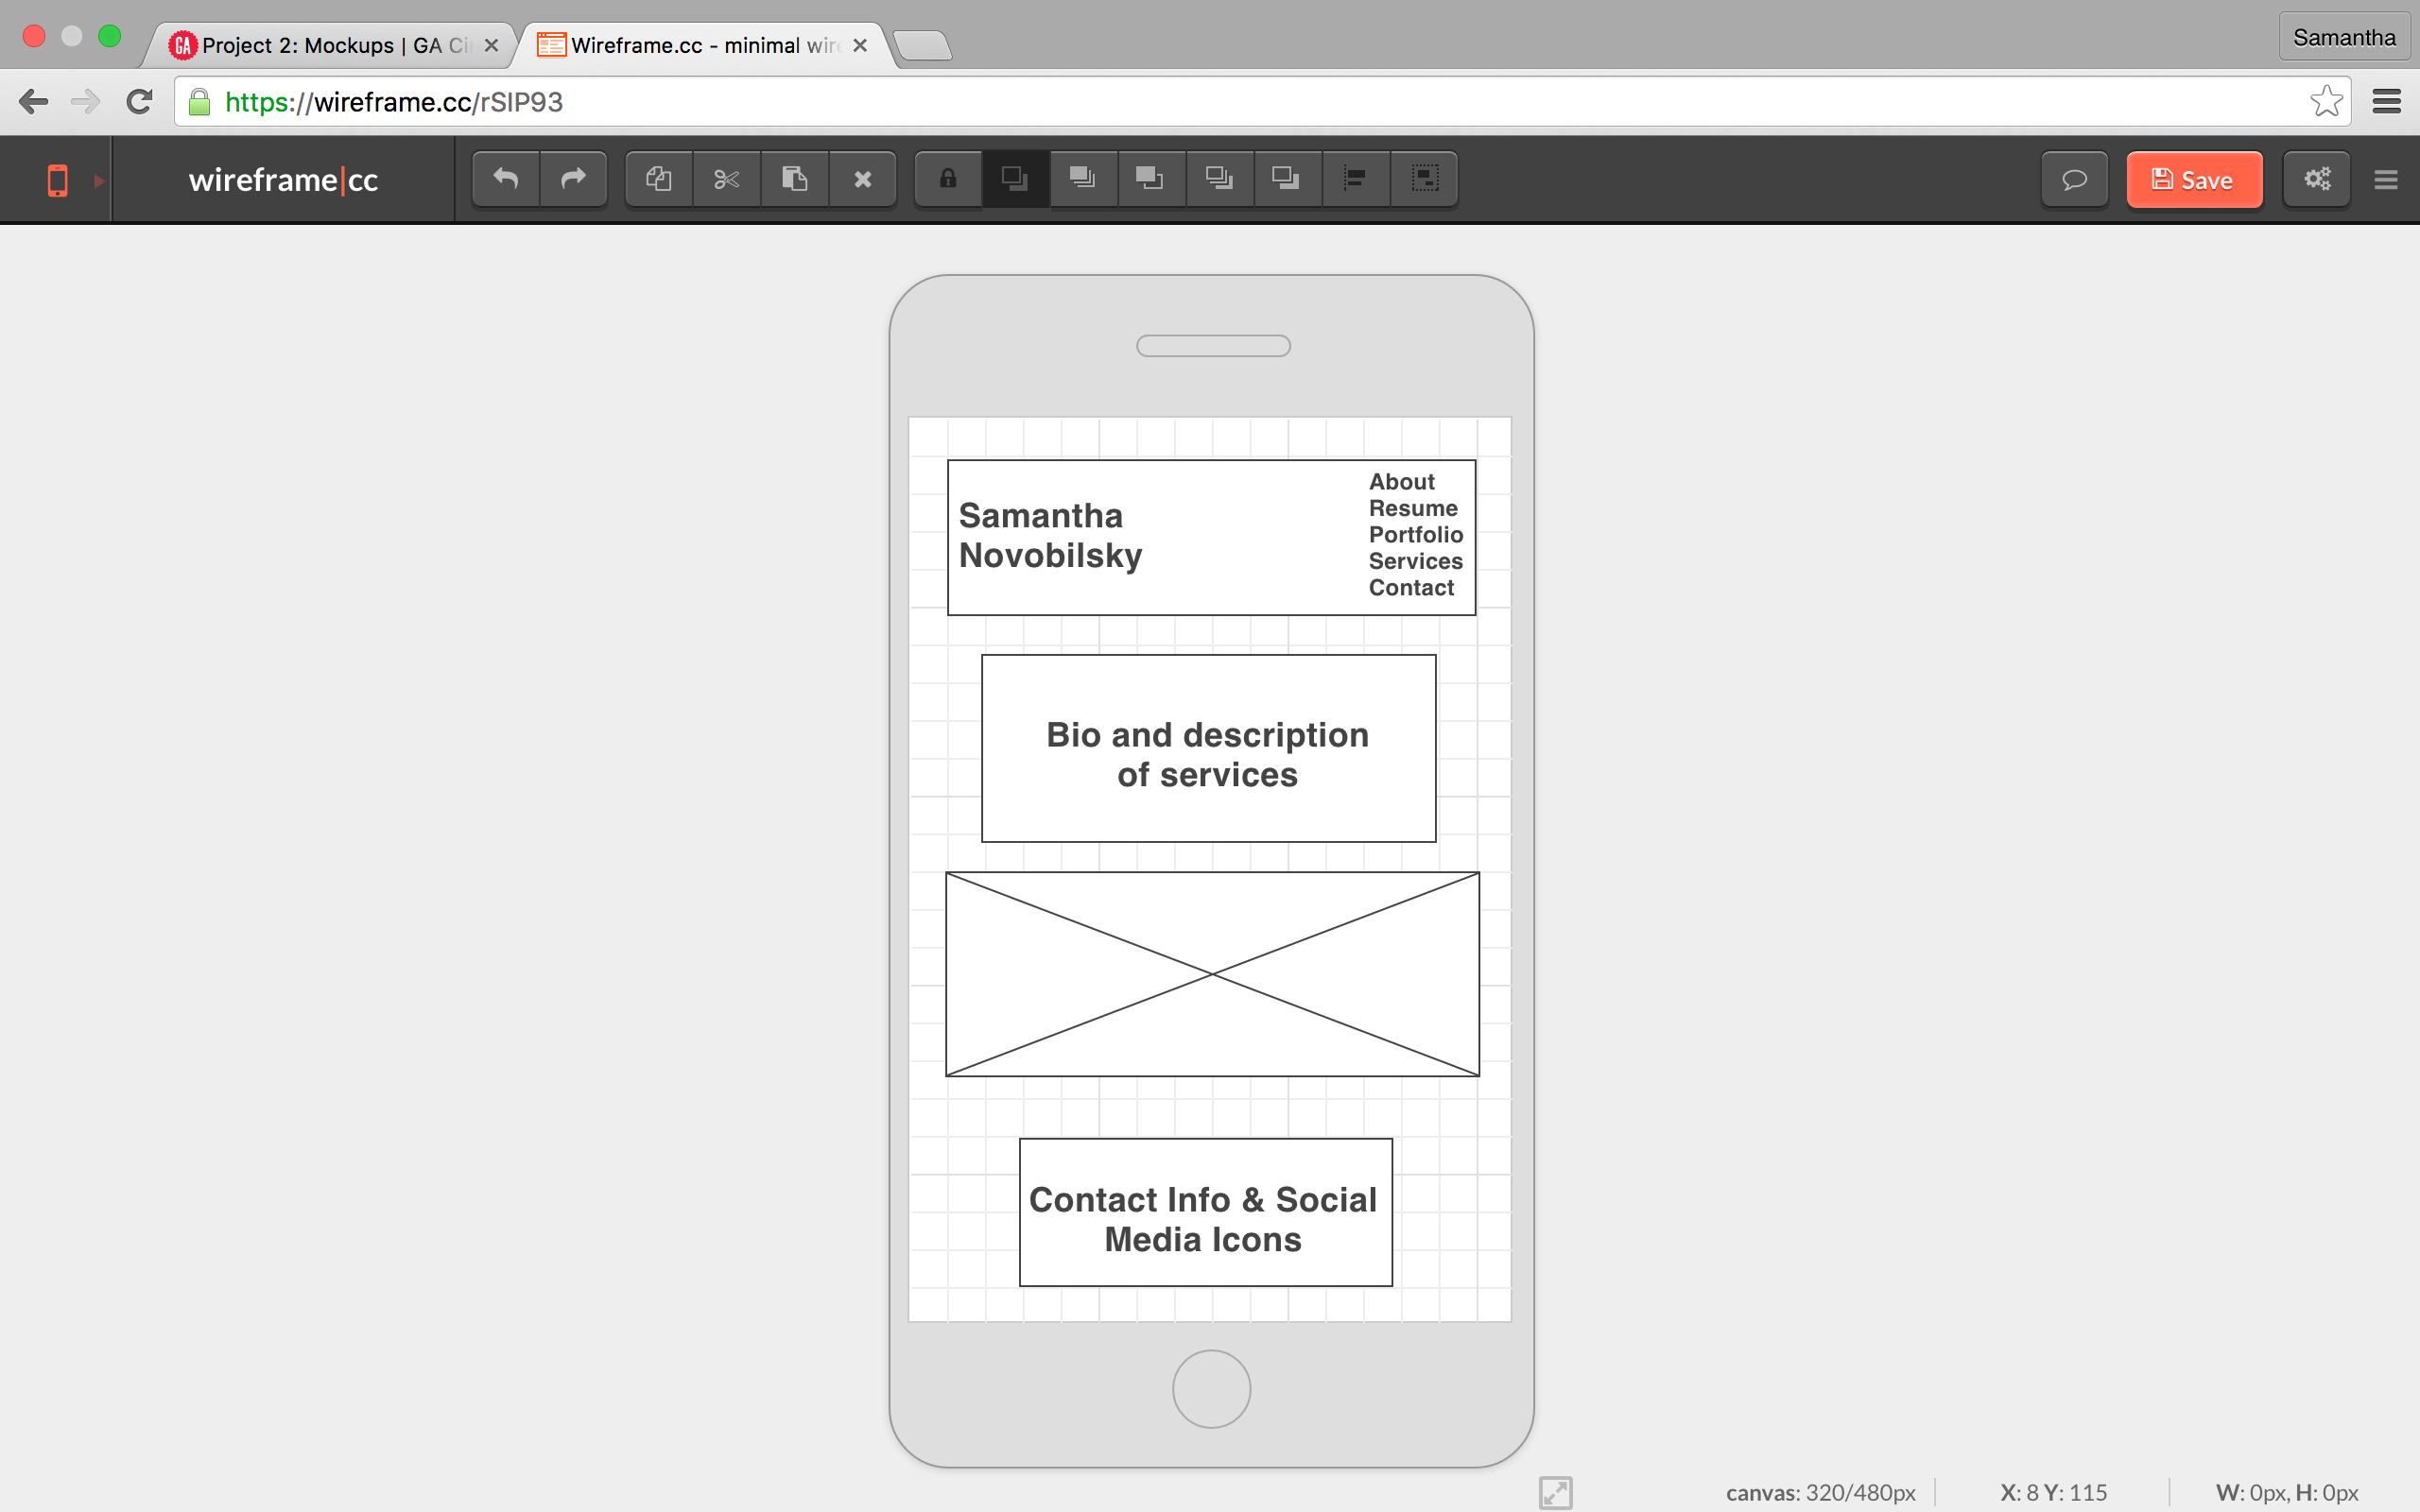 Project 2: Mockups | GA Ci
Wireframe.cc - minimal wire
Samantha
https://wireframe.cc/rSIP93
wireframe|cc
Save
Samantha
Novobilsky
About
Resume
Portfolio
Services
Contact
Bio and description
of services
Contact Info & Social
Media Icons
canvas: 320/480px
X: 8 Y: 115
W: 0px, H: 0px